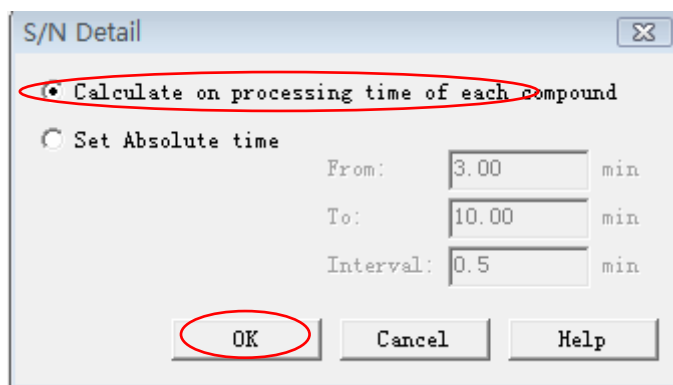 S/N Detail
Calculate on processing time of each compound
Set Absolute time
From: 3.00 min
To: 10.00 min
Interval: 0.5 min
OK Cancel Help